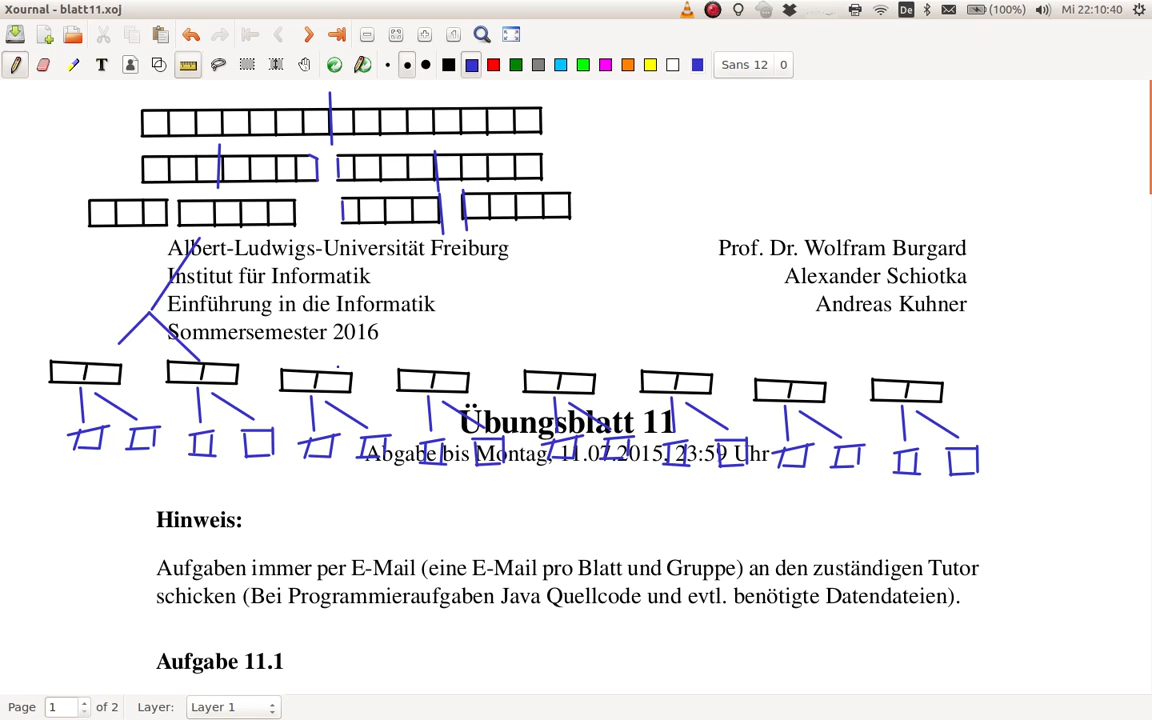 Xournal - blatt11.xoj
De
(100%)
Mi 22:10:40
T
Sans 12
0
Albert-Ludwigs-Universität Freiburg
Prof. Dr. Wolfram Burgard
Institut für Informatik
Alexander Schiotka
Einführung in die Informatik
Andreas Kuhner
Sommersemester 2016
Übungsblatt 11
Abgabe bis Montag, 11.07.2015, 23:59 Uhr
Hinweis:
Aufgaben immer per E-Mail (eine E-Mail pro Blatt und Gruppe) an den zuständigen Tutor
schicken (Bei Programmieraufgaben Java Quellcode und evtl. benötigte Datendateien).
Aufgabe 11.1
Page 1 of 2 Layer: Layer 1